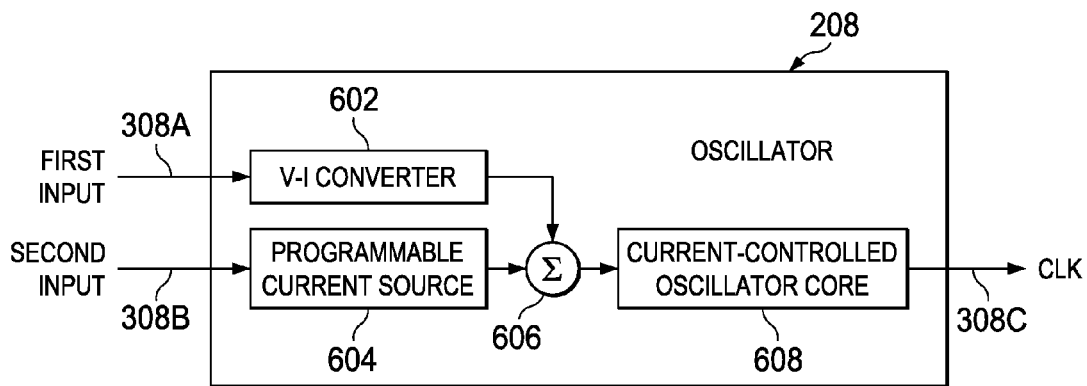 208
602
308A
OSCILLATOR
FIRST
INPUT
V-I CONVERTER
SECOND
INPUT
PROGRAMMABLE
CURRENT SOURCE
Σ
CURRENT-CONTROLLED
OSCILLATOR CORE
CLK
308B
604
606
608
308C